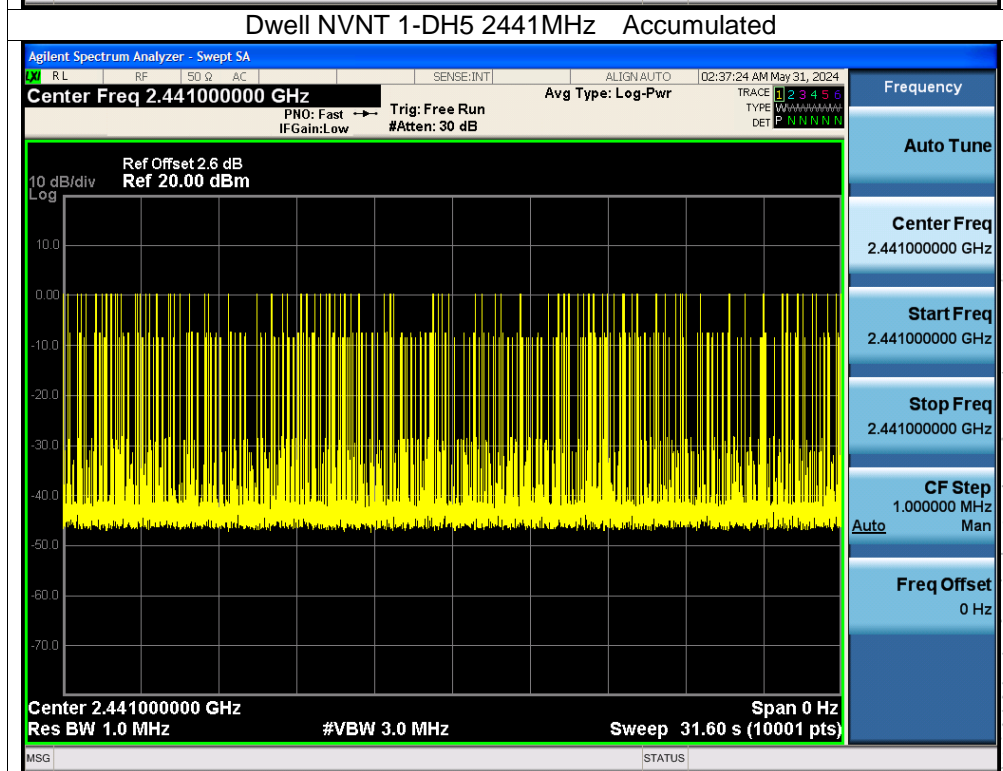 Dwell NVNT 1-DH5 2441MHz Accumulated
Agilent Spectrum Analyzer - Swept SA
LXI RL RF 50 Ω AC SENSE:INT ALIGN AUTO 02:37:24 AM May 31, 2024
Center Freq 2.441000000 GHz
PNO: Fast
IFGain:Low
Trig: Free Run
#Atten: 30 dB
Avg Type: Log-Pwr
TRACE 1 2 3 4 5 6
TYPE
DET P N N N N N
Ref Offset 2.6 dB
Ref 20.00 dBm
10 dB/div
Log
10.0
0.00
-10.0
-20.0
-30.0
-40.0
-50.0
-60.0
-70.0
Center 2.441000000 GHz
Span 0 Hz
Res BW 1.0 MHz
#VBW 3.0 MHz
Sweep 31.60 s (10001 pts)
MSG
STATUS
Frequency
Auto Tune
Center Freq
2.441000000 GHz
Start Freq
2.441000000 GHz
Stop Freq
2.441000000 GHz
CF Step
1.000000 MHz
Auto Man
Freq Offset
0 Hz